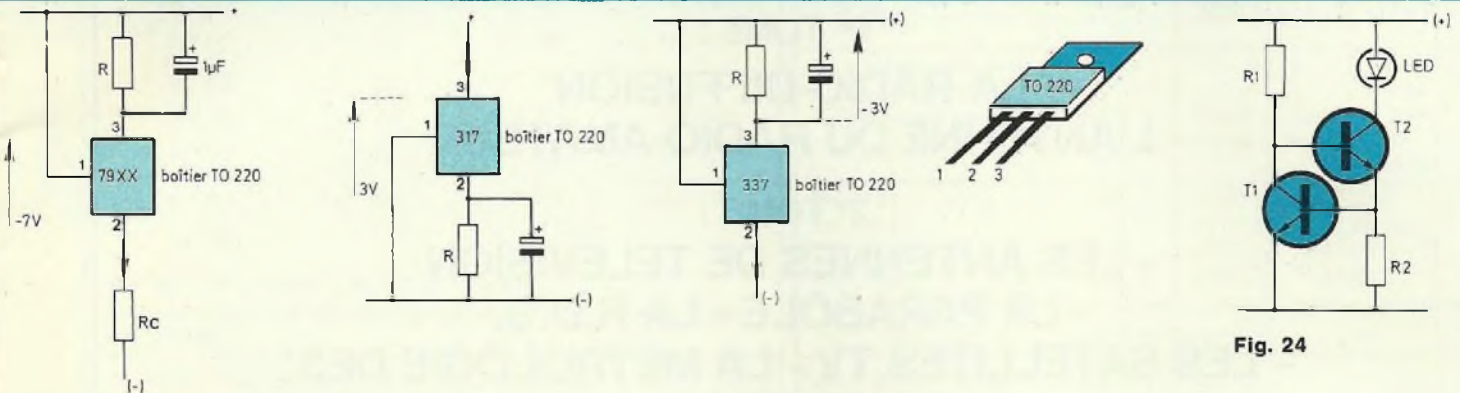 +
R
+
1µF
3
1
79XX
boîtier TO 220
2
-7V
RC
(-)
+
3
1
317
boîtier TO 220
2
3V
R
+
(-)
(+)
R
+
-3V
3
1
337
boîtier TO 220
2
(-)
TO 220
1 2 3
(+)
R1
LED
T2
T1
R2
Fig. 24